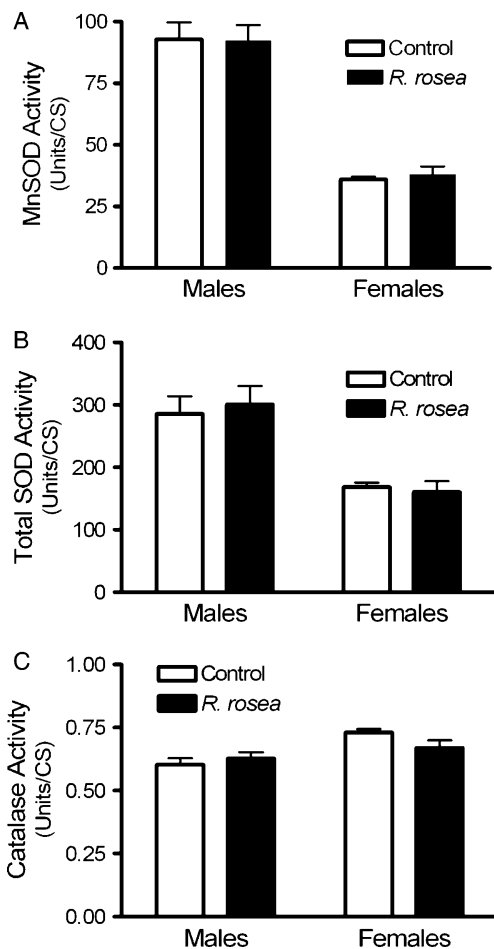 A
MnSOD Activity
(Units/CS)
100
75
50
25
0
Control
R. rosea
Males Females
B
Total SOD Activity
(Units/CS)
400
300
200
100
0
Control
R. rosea
Males Females
C
Catalase Activity
(Units/CS)
1.00
0.75
0.50
0.25
0.00
Control
R. rosea
Males Females